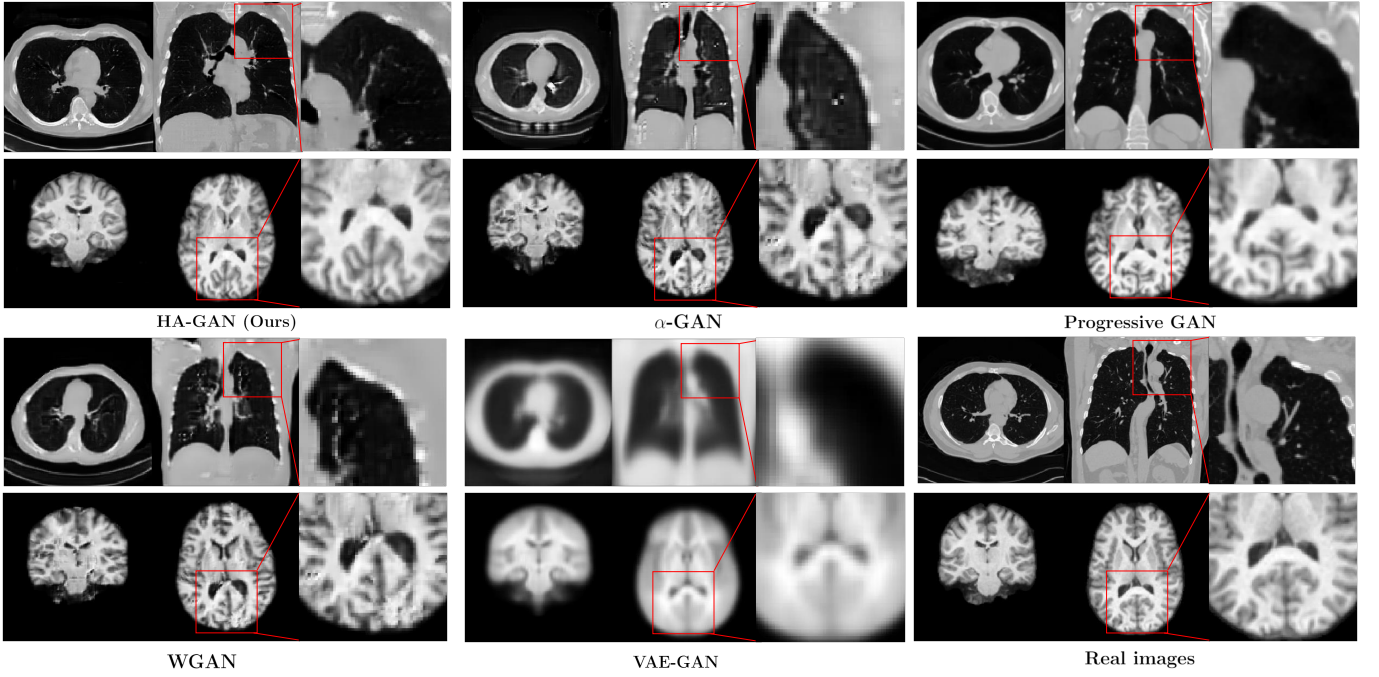 HA-GAN (Ours)
α-GAN
Progressive GAN
WGAN
VAE-GAN
Real images